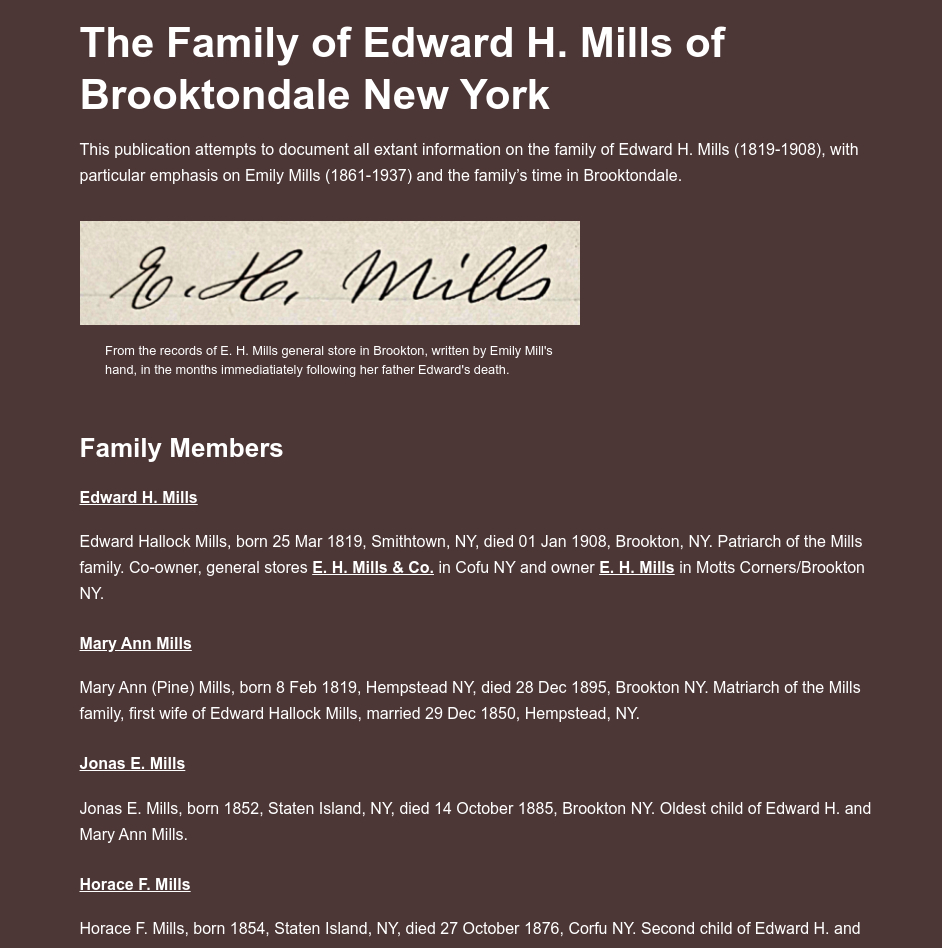 The Family of Edward H. Mills of
Brooktondale New York
This publication attempts to document all extant information on the family of Edward H. Mills (1819-1908), with
particular emphasis on Emily Mills (1861-1937) and the family’s time in Brooktondale.
E. H. Mills
From the records of E. H. Mills general store in Brookton, written by Emily Mill's
hand, in the months immediatiately following her father Edward's death.
Family Members
Edward H. Mills
Edward Hallock Mills, born 25 Mar 1819, Smithtown, NY, died 01 Jan 1908, Brookton, NY. Patriarch of the Mills
family. Co-owner, general stores E. H. Mills & Co. in Cofu NY and owner E. H. Mills in Motts Corners/Brookton
NY.
Mary Ann Mills
Mary Ann (Pine) Mills, born 8 Feb 1819, Hempstead NY, died 28 Dec 1895, Brookton NY. Matriarch of the Mills
family, first wife of Edward Hallock Mills, married 29 Dec 1850, Hempstead, NY.
Jonas E. Mills
Jonas E. Mills, born 1852, Staten Island, NY, died 14 October 1885, Brookton NY. Oldest child of Edward H. and
Mary Ann Mills.
Horace F. Mills
Horace F. Mills, born 1854, Staten Island, NY, died 27 October 1876, Corfu NY. Second child of Edward H. and